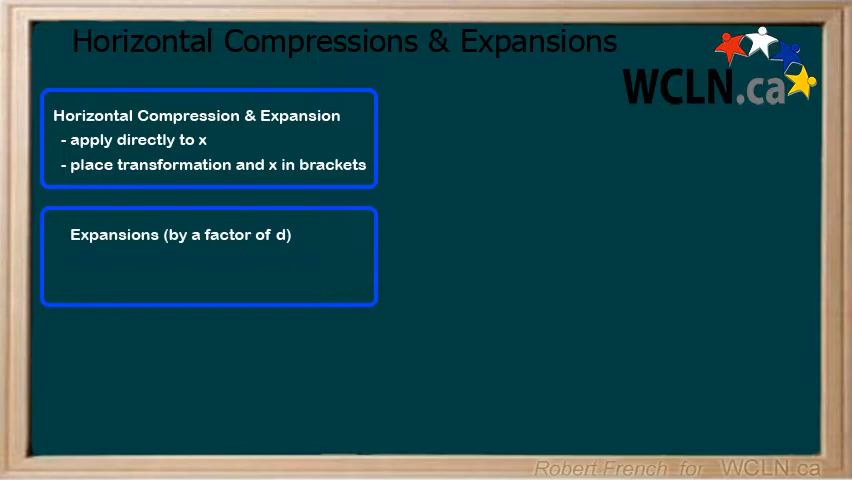 Horizontal Compressions & Expansions
WCLN.ca
Horizontal Compression & Expansion
- apply directly to x
- place transformation and x in brackets
Expansions (by a factor of d)
Robert French for WCLN.ca